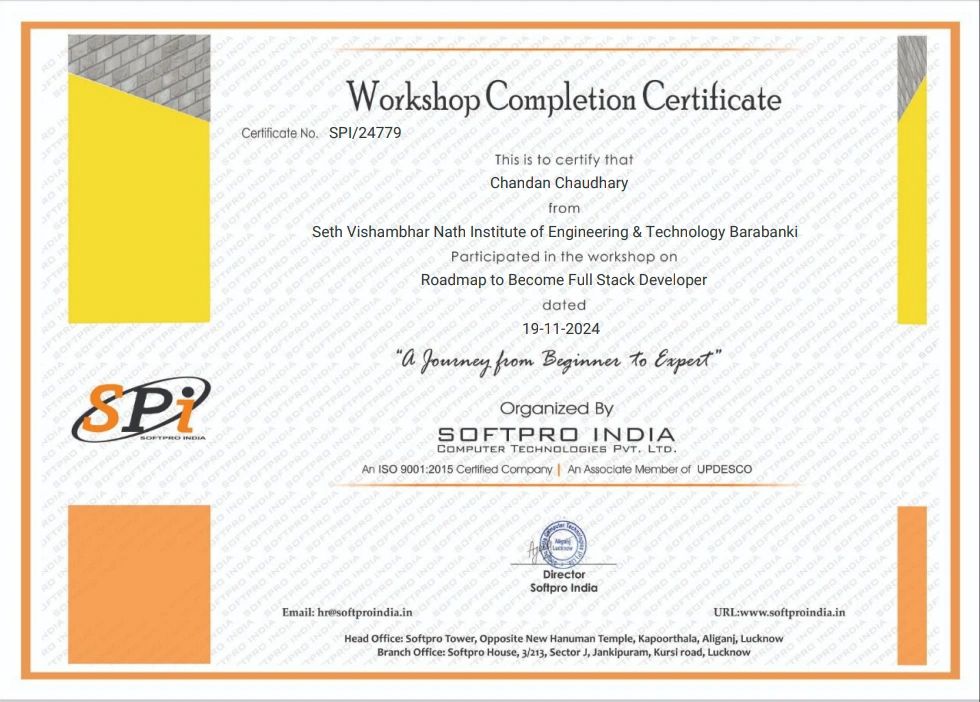 Workshop Completion Certificate
Certificate No. SPI/24779
This is to certify that
Chandan Chaudhary
from
Seth Vishambhar Nath Institute of Engineering & Technology Barabanki
Participated in the workshop on
Roadmap to Become Full Stack Developer
dated
19-11-2024
"A Journey from Beginner to Expert"
SPi
SOFTPRO INDIA
Organized By
SOFTPRO INDIA
COMPUTER TECHNOLOGIES PVT. LTD.
An ISO 9001:2015 Certified Company | An Associate Member of UPDESCO
Aliganj
Lucknow
Director
Softpro India
Email: hr@softproindia.in
URL:www.softproindia.in
Head Office: Softpro Tower, Opposite New Hanuman Temple, Kapoorthala, Aliganj, Lucknow
Branch Office: Softpro House, 3/213, Sector J, Jankipuram, Kursi road, Lucknow